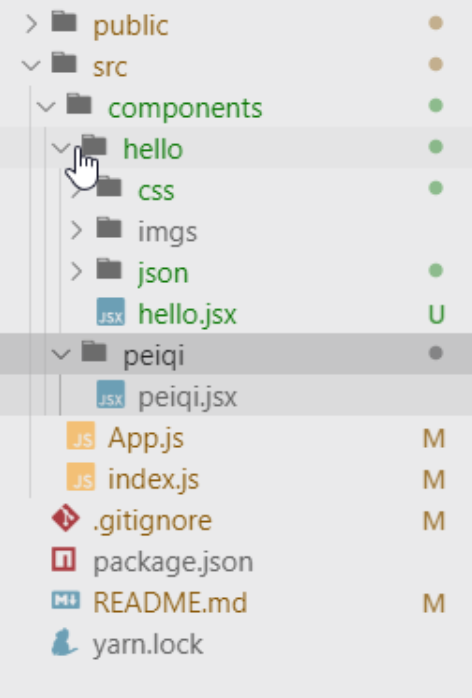 public
src
components
hello
css
imgs
json
JSX hello.jsx U
peiqi
JSX peiqi.jsx
JS App.js M
JS index.js M
.gitignore M
package.json
M↓ README.md M
yarn.lock